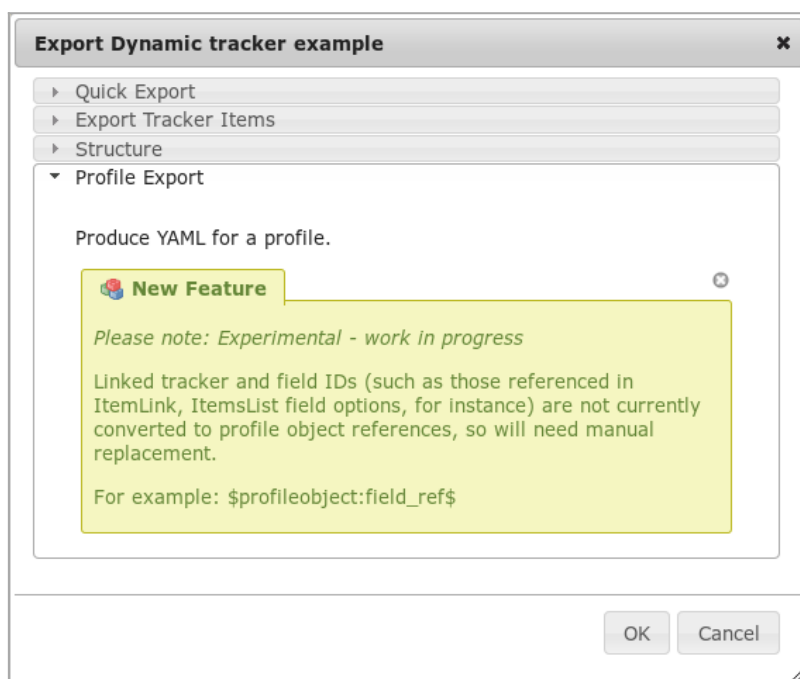 Export Dynamic tracker example
Quick Export
Export Tracker Items
Structure
Profile Export
Produce YAML for a profile.
New Feature
Please note: Experimental - work in progress
Linked tracker and field IDs (such as those referenced in
ItemLink, ItemsList field options, for instance) are not currently
converted to profile object references, so will need manual
replacement.
For example: $profileobject:field_ref$
OK
Cancel